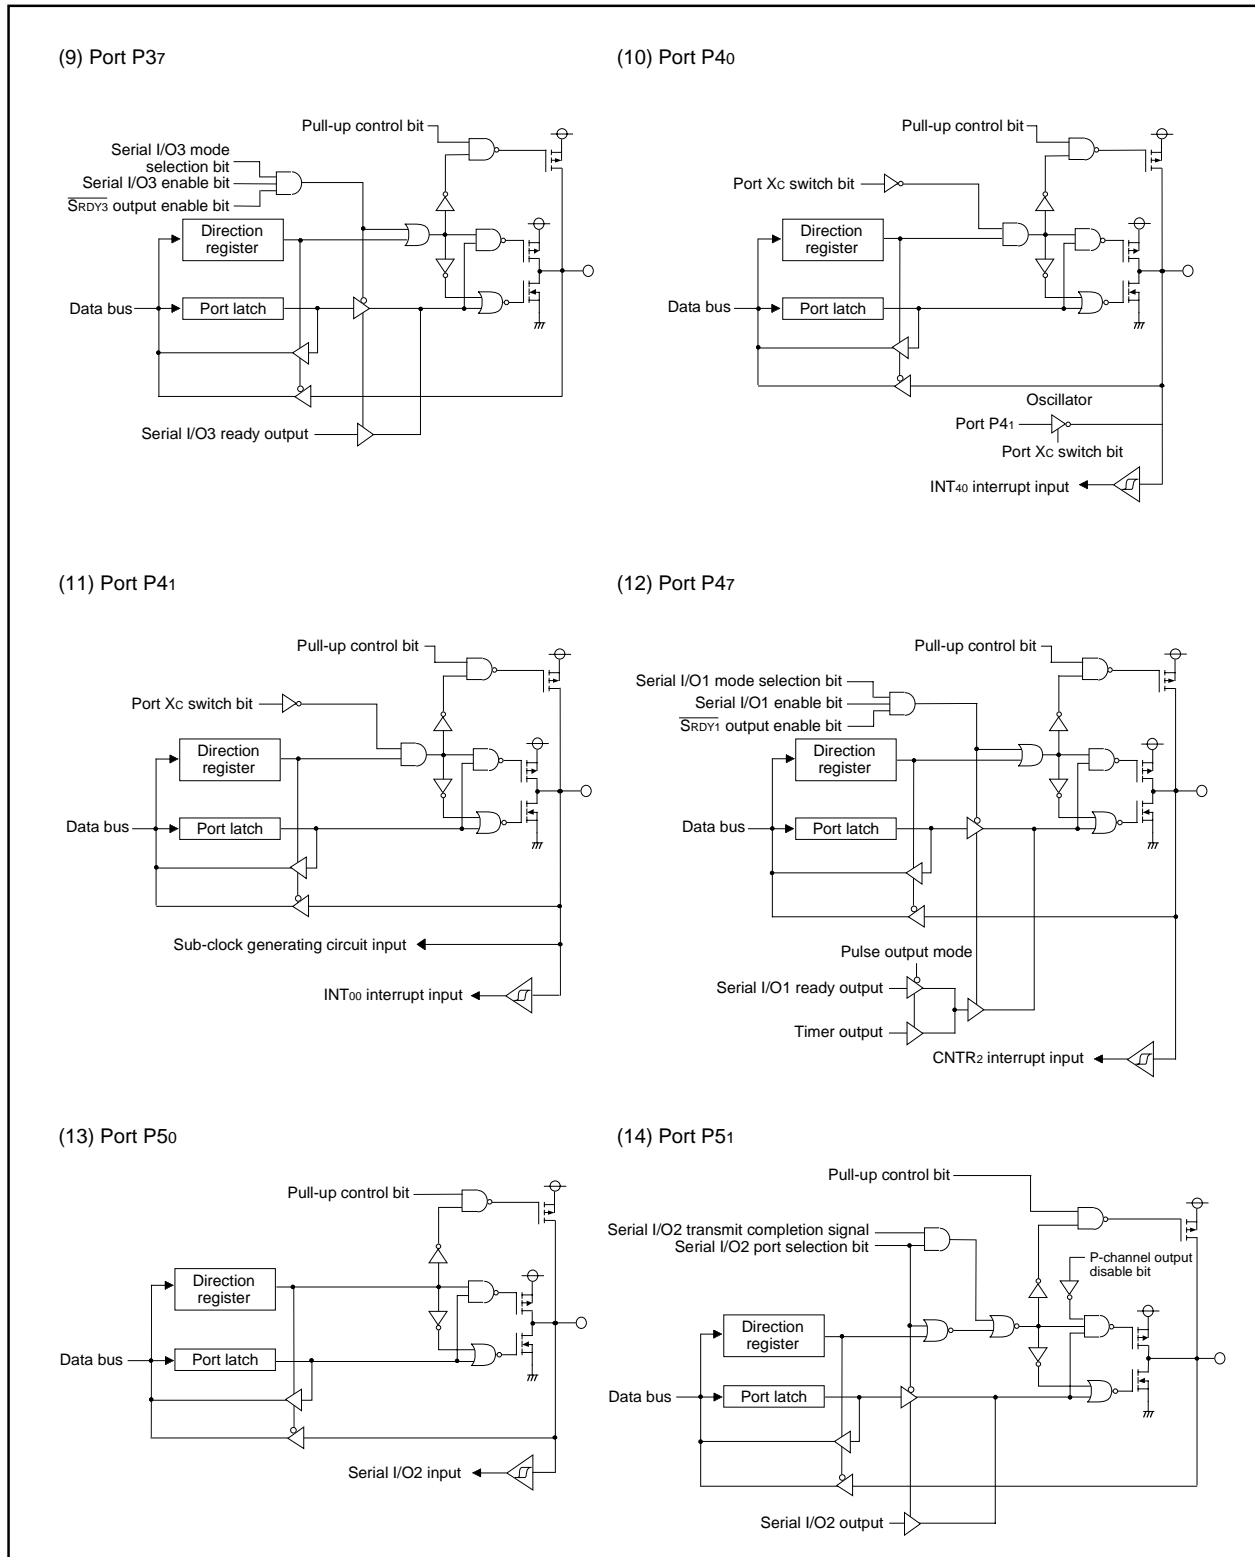 (9) Port P37
Pull-up control bit
Serial I/O3 mode
selection bit
Serial I/O3 enable bit
SRDY3 output enable bit
Direction
register
Data bus
Port latch
Serial I/O3 ready output
(10) Port P40
Pull-up control bit
Port XC switch bit
Direction
register
Data bus
Port latch
Oscillator
Port P41
Port XC switch bit
INT40 interrupt input
(11) Port P41
Pull-up control bit
Port XC switch bit
Direction
register
Data bus
Port latch
Sub-clock generating circuit input
INT00 interrupt input
(12) Port P47
Pull-up control bit
Serial I/O1 mode selection bit
Serial I/O1 enable bit
SRDY1 output enable bit
Direction
register
Data bus
Port latch
Pulse output mode
Serial I/O1 ready output
Timer output
CNTR2 interrupt input
(13) Port P50
Pull-up control bit
Direction
register
Data bus
Port latch
Serial I/O2 input
(14) Port P51
Pull-up control bit
Serial I/O2 transmit completion signal
Serial I/O2 port selection bit
P-channel output
disable bit
Direction
register
Data bus
Port latch
Serial I/O2 output